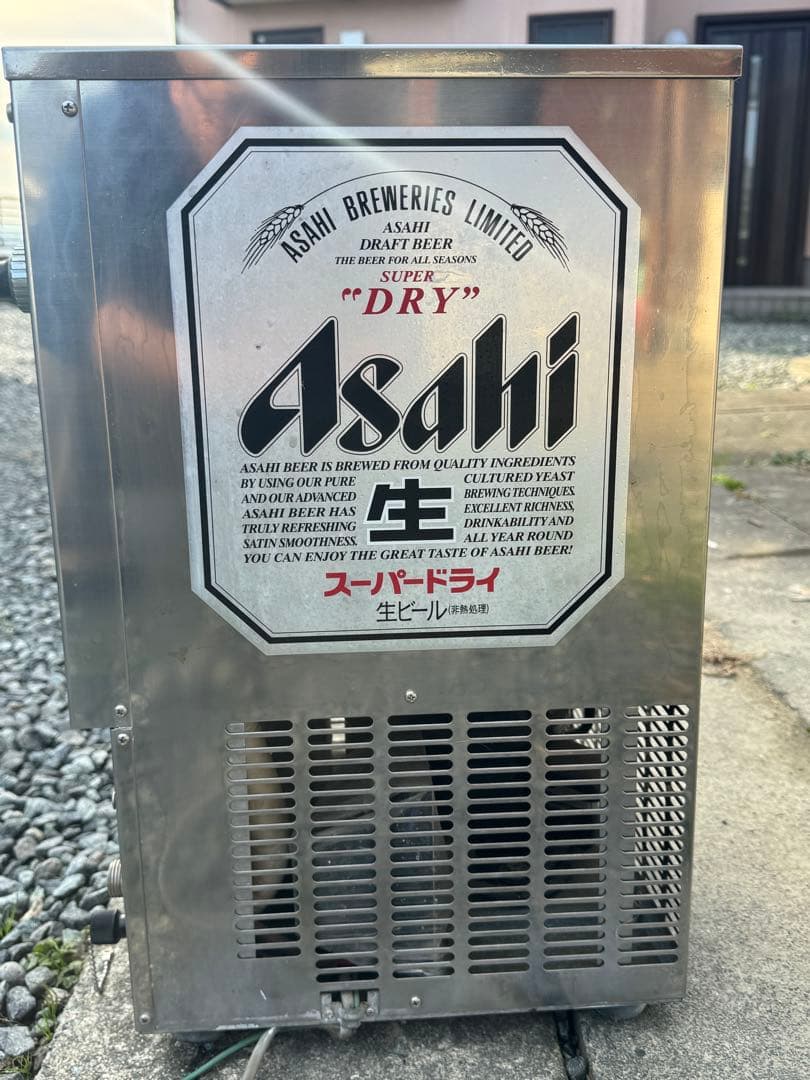 ASAHI BREWERIES LIMITED
ASAHI
DRAFT BEER
THE BEER FOR ALL SEASONS
SUPER
"DRY"
Asahi
ASAHI BEER IS BREWED FROM QUALITY INGREDIENTS
BY USING OUR PURE CULTURED YEAST
AND OUR ADVANCED BREWING TECHNIQUES.
ASAHI BEER HAS EXCELLENT RICHNESS,
TRULY REFRESHING DRINKABILITY AND
SATIN SMOOTHNESS. ALL YEAR ROUND
生
YOU CAN ENJOY THE GREAT TASTE OF ASAHI BEER!
スーパードライ
生ビール(非熱処理)